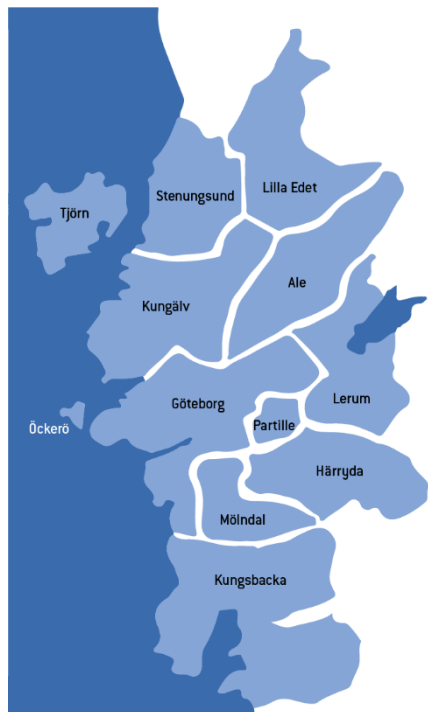 Lilla Edet
Stenungsund
Tjörn
Ale
Kungälv
Lerum
Göteborg
Partille
Öckerö
Härryda
Mölndal
Kungsbacka